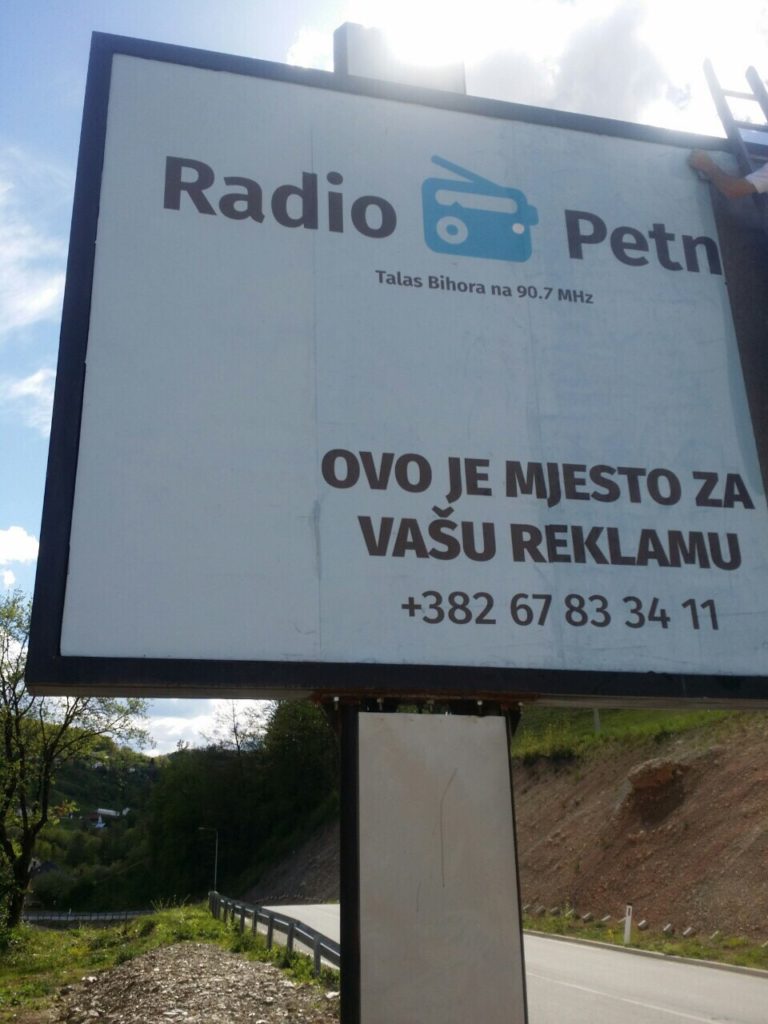 Radio Petn
Talas Bihora na 90.7 MHz
OVO JE MJESTO ZA
VAŠU REKLAMU
+382 67 83 34 11